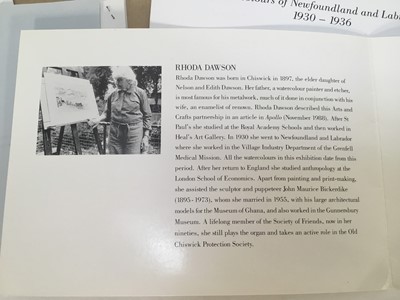 tours of Newfoundland and Labr
1930 – 1936
RHODA DAWSON
Rhoda Dawson was born in Chiswick in 1897, the elder daughter of
Nelson and Edith Dawson. Her father, a watercolour painter and etcher,
is most famous for his metalwork, much of it done in conjunction with his
wife, an enamelist of renown. Rhoda Dawson described this Arts and
Crafts partnership in an article in Apollo (November 1988). After St
Paul's she studied at the Royal Academy Schools and then worked in
Heal's Art Gallery. In 1930 she went to Newfoundland and Labrador
where she worked in the Village Industry Department of the Grenfell
Medical Mission. All the watercolours in this exhibition date from this
period. After her return to England she studied anthropology at the
London School of Economics. Apart from painting and print-making,
she assisted the sculptor and puppeteer John Maurice Bickerdike
(1895–1973), whom she married in 1955, with his large architectural
models for the Museum of Ghana, and also worked in the Gunnersbury
Museum. A lifelong member of the Society of Friends, now in her
nineties, she still plays the organ and takes an active role in the Old
Chiswick Protection Society.